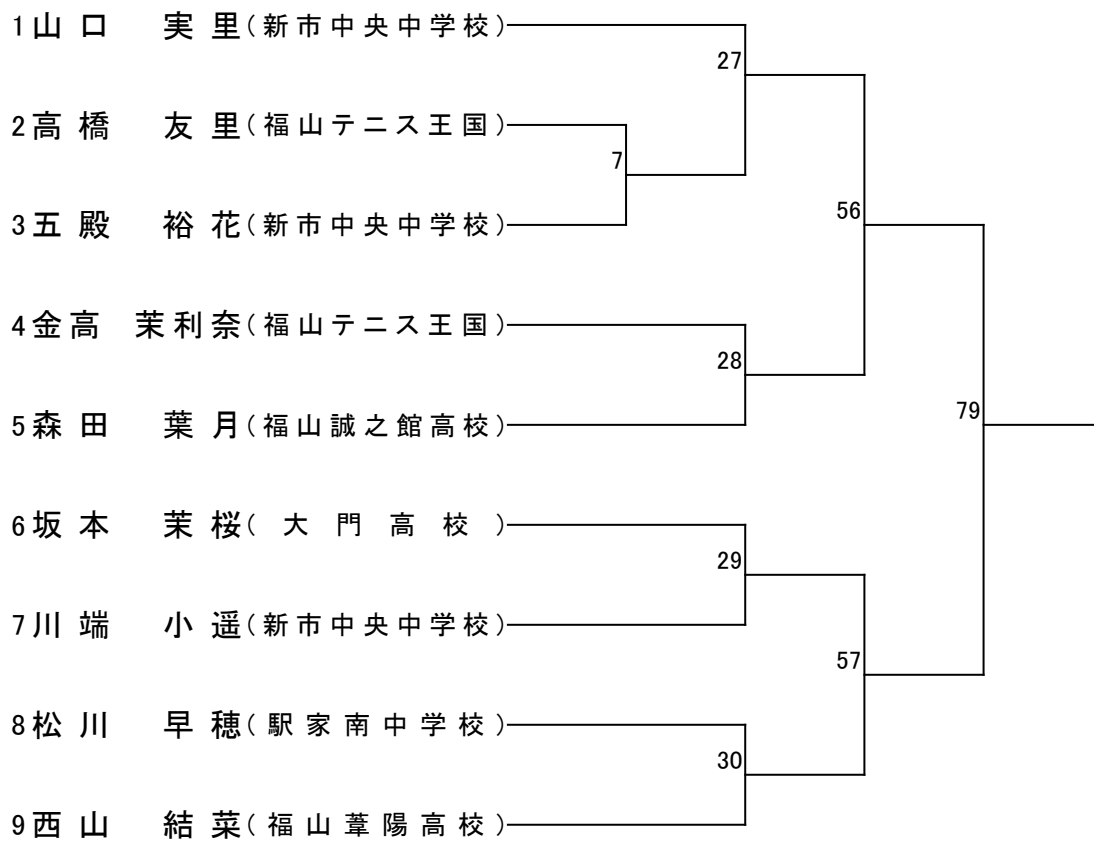 1 山口 実里(新市中央中学校)
27
2 高橋 友里(福山テニス王国)
7
3 五殿 裕花(新市中央中学校)
56
4 金高 茉利奈(福山テニス王国)
28
5 森田 葉月(福山誠之館高校)
79
6 坂本 茉桜(大門高校)
29
7 川端 小遥(新市中央中学校)
57
8 松川 早穂(駅家南中学校)
30
9 西山 結菜(福山葦陽高校)